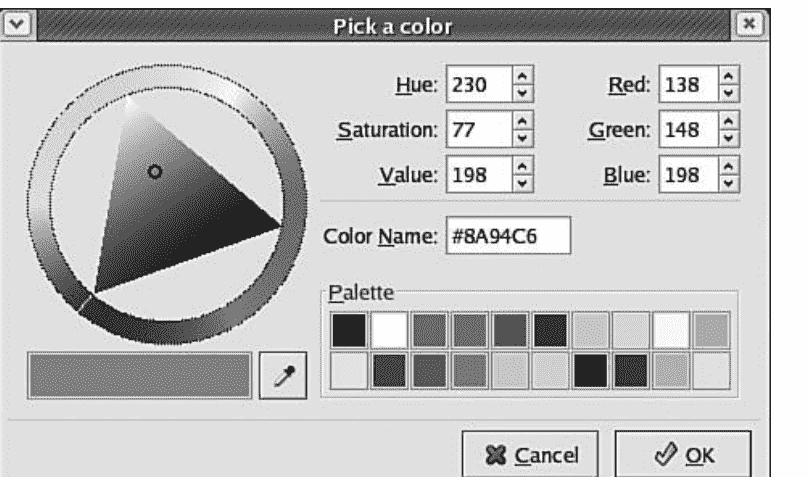 Pick a color
Hue: 230 Red: 138
Saturation: 77 Green: 148
Value: 198 Blue: 198
Color Name: #8A94C6
Palette
Cancel OK